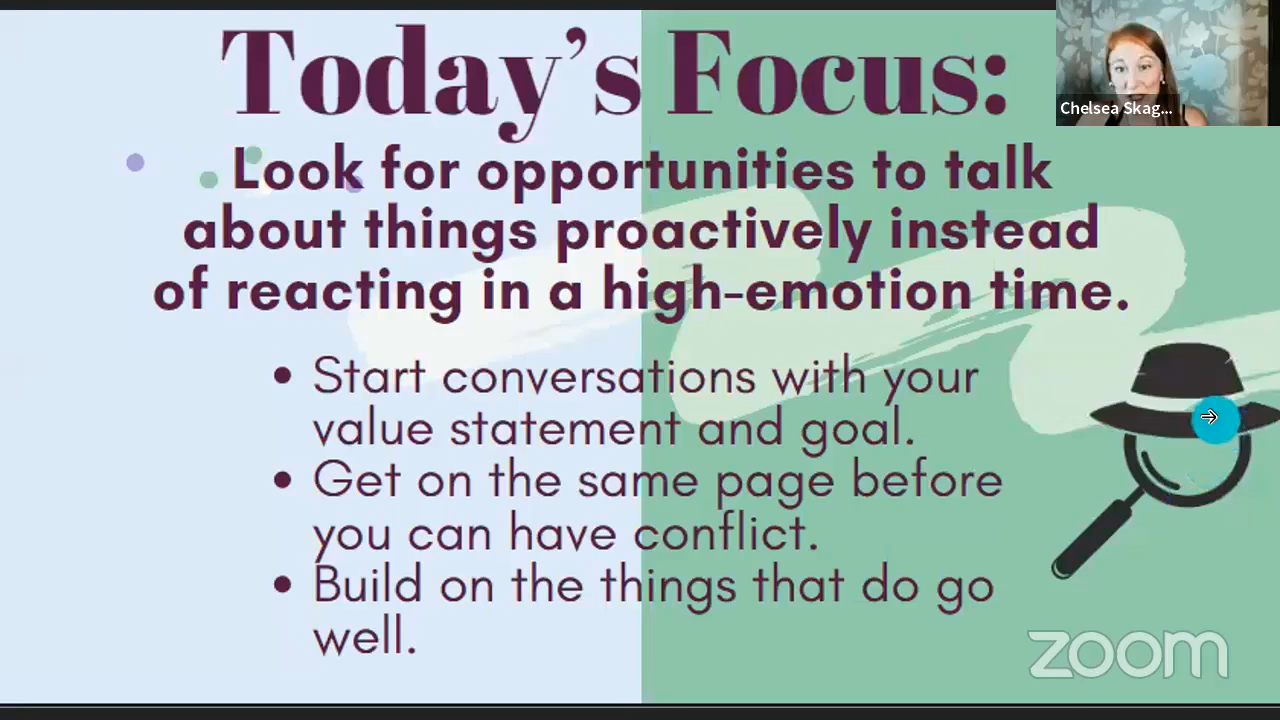 Today's Focus:
Chelsea Skag...
Look for opportunities to talk
about things proactively instead
of reacting in a high-emotion time.
• Start conversations with your
value statement and goal.
• Get on the same page before
you can have conflict.
• Build on the things that do go
well.
zoom